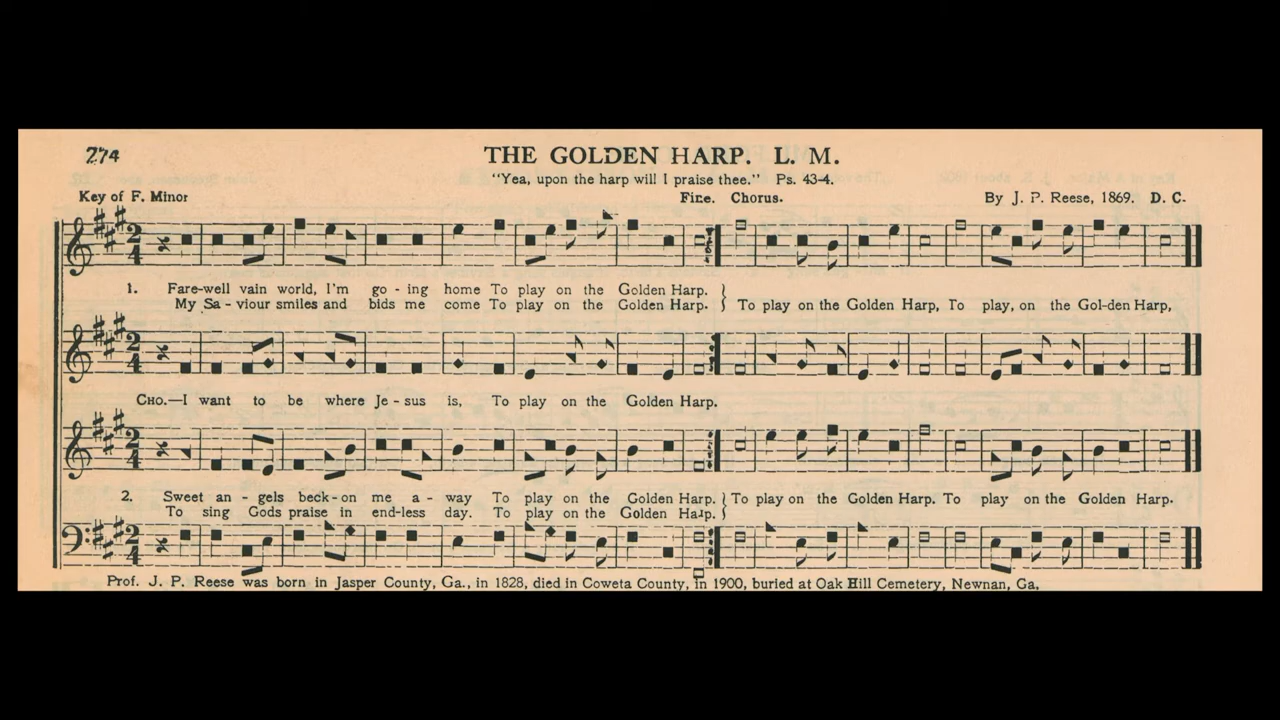 274
THE GOLDEN HARP. L. M.
"Yea, upon the harp will I praise thee." Ps. 43-4.
Key of F. Minor Fine. Chorus. By J. P. Reese, 1869. D. C.
1. Fare-well vain world, I'm go - ing home To play on the Golden Harp.
My Sa - viour smiles and bids me come To play on the Golden Harp. } To play on the Golden Harp, To play, on the Gol-den Harp,
CHO.—I want to be where Je - sus is, To play on the Golden Harp.
2. Sweet an - gels beck-on me a - way To play on the Golden Harp. } To play on the Golden Harp. To play on the Golden Harp.
To sing Gods praise in end-less day. To play on the Golden Harp.
Prof. J. P. Reese was born in Jasper County, Ga., in 1828, died in Coweta County, in 1900, buried at Oak Hill Cemetery, Newnan, Ga,